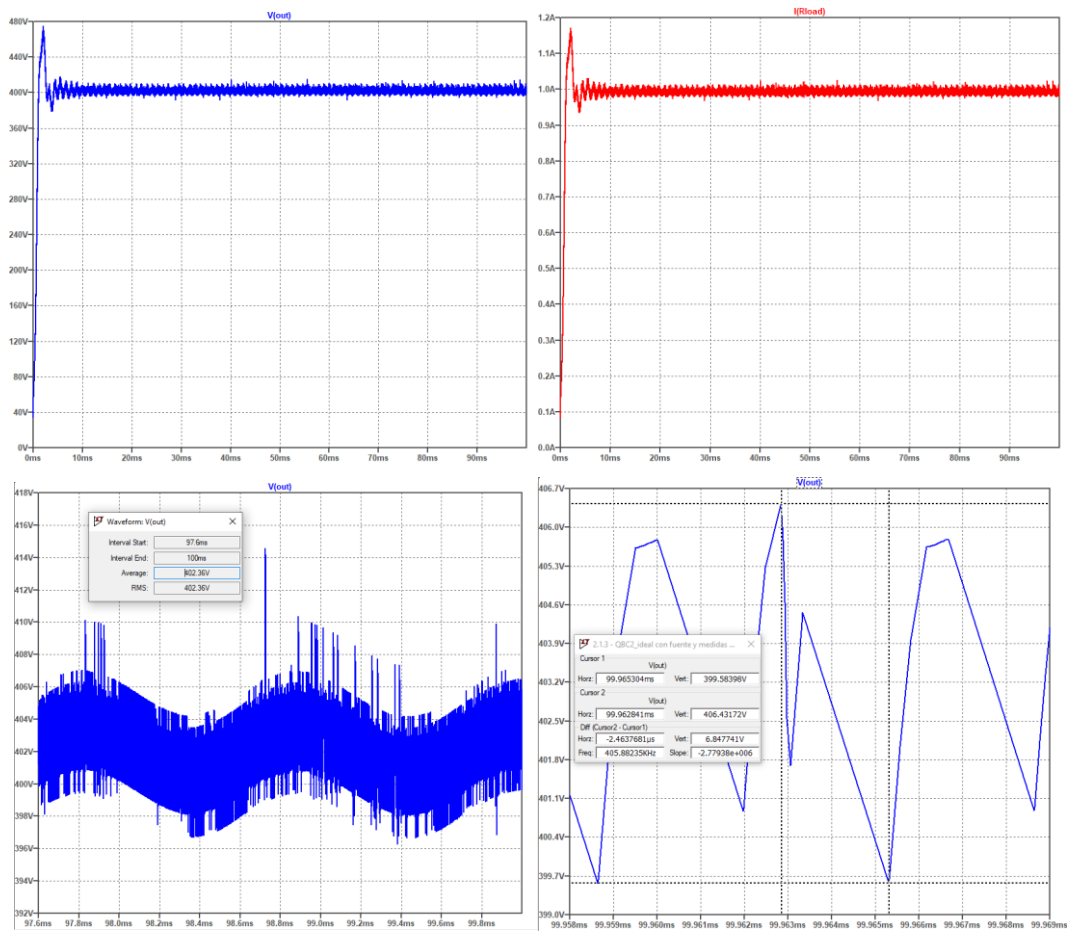 V(out)
480V
440V
400V
360V
320V
280V
240V
200V
160V
120V
80V
40V
0V
0ms 10ms 20ms 30ms 40ms 50ms 60ms 70ms 80ms 90ms
I(Rload)
1.2A
1.1A
1.0A
0.9A
0.8A
0.7A
0.6A
0.5A
0.4A
0.3A
0.2A
0.1A
0.0A
0ms 10ms 20ms 30ms 40ms 50ms 60ms 70ms 80ms 90ms
V(out)
418V
416V
414V
412V
410V
408V
406V
404V
402V
400V
398V
396V
394V
392V
97.6ms 97.8ms 98.0ms 98.2ms 98.4ms 98.6ms 98.8ms 99.0ms 99.2ms 99.4ms 99.6ms 99.8ms
Waveform: V(out)
Interval Start: 97.6ms
Interval End: 100ms
Average: 402.36V
RMS: 402.36V
V(out)
406.7V
406.0V
405.3V
404.6V
403.9V
403.2V
402.5V
401.8V
401.1V
400.4V
399.7V
399.0V
99.958ms 99.959ms 99.960ms 99.961ms 99.962ms 99.963ms 99.964ms 99.965ms 99.966ms 99.967ms 99.968ms 99.969ms
2.1.3 - QBC2_ideal con fuente y medidas ...
Cursor 1
V(out)
Horz: 99.965304ms Vert: 399.58398V
Cursor 2
V(out)
Horz: 99.962841ms Vert: 406.43172V
Diff (Cursor2 - Cursor1)
Horz: -2.4637681µs Vert: 6.847741V
Freq: 405.88235KHz Slope: -2.77938e+006